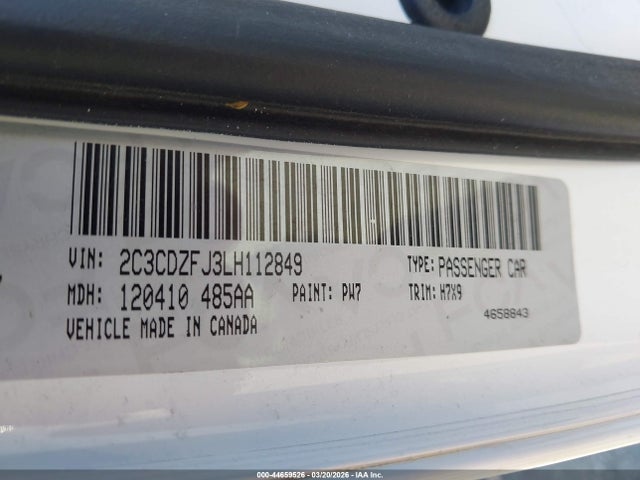 VIN: 2C3CDZFJ3LH112849 TYPE: PASSENGER CAR
MDH: 120410 485AA PAINT: PW7 TRIM: H7X9
VEHICLE MADE IN CANADA 4658843
000-44659526 - 03/20/2026 - IAA Inc.